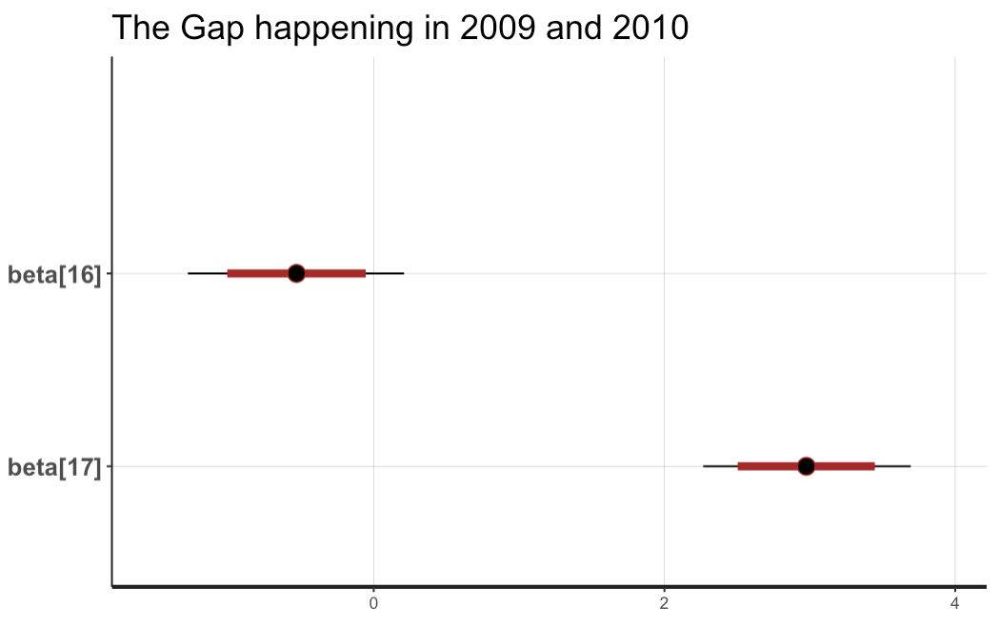 The Gap happening in 2009 and 2010
beta[16]
beta[17]
0 2 4